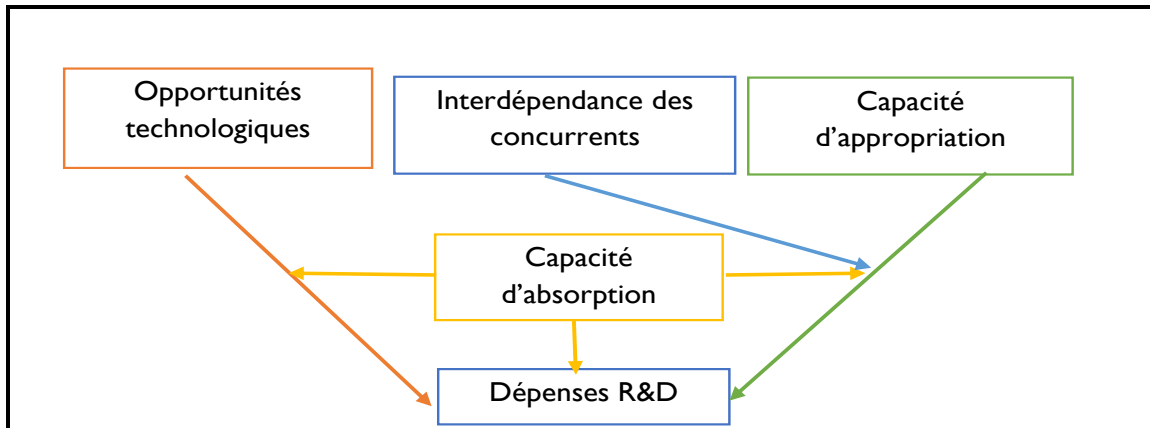 Opportunités
technologiques
Interdépendance des
concurrents
Capacité
d’appropriation
Capacité
d’absorption
Dépenses R&D